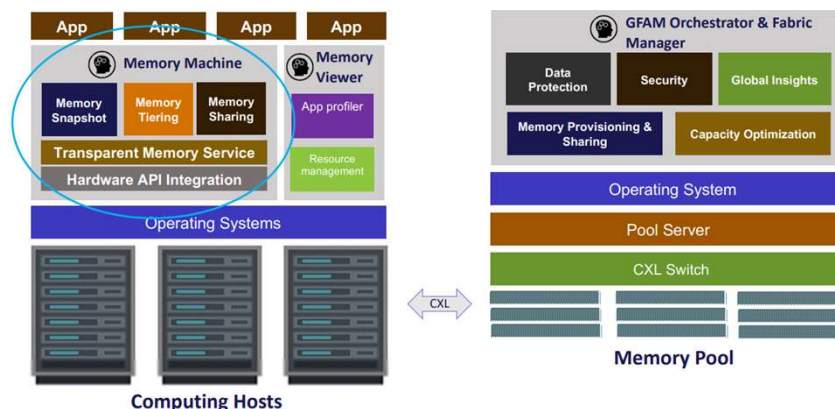 App
App
App
App
Memory Machine
Memory
Viewer
Memory
Snapshot
Memory
Tiering
Memory
Sharing
App profiler
Transparent Memory Service
Hardware API Integration
Resource
management
Operating Systems
Computing Hosts
CXL
GFAM Orchestrator & Fabric
Manager
Data
Protection
Security
Global Insights
Memory Provisioning &
Sharing
Capacity Optimization
Operating System
Pool Server
CXL Switch
Memory Pool